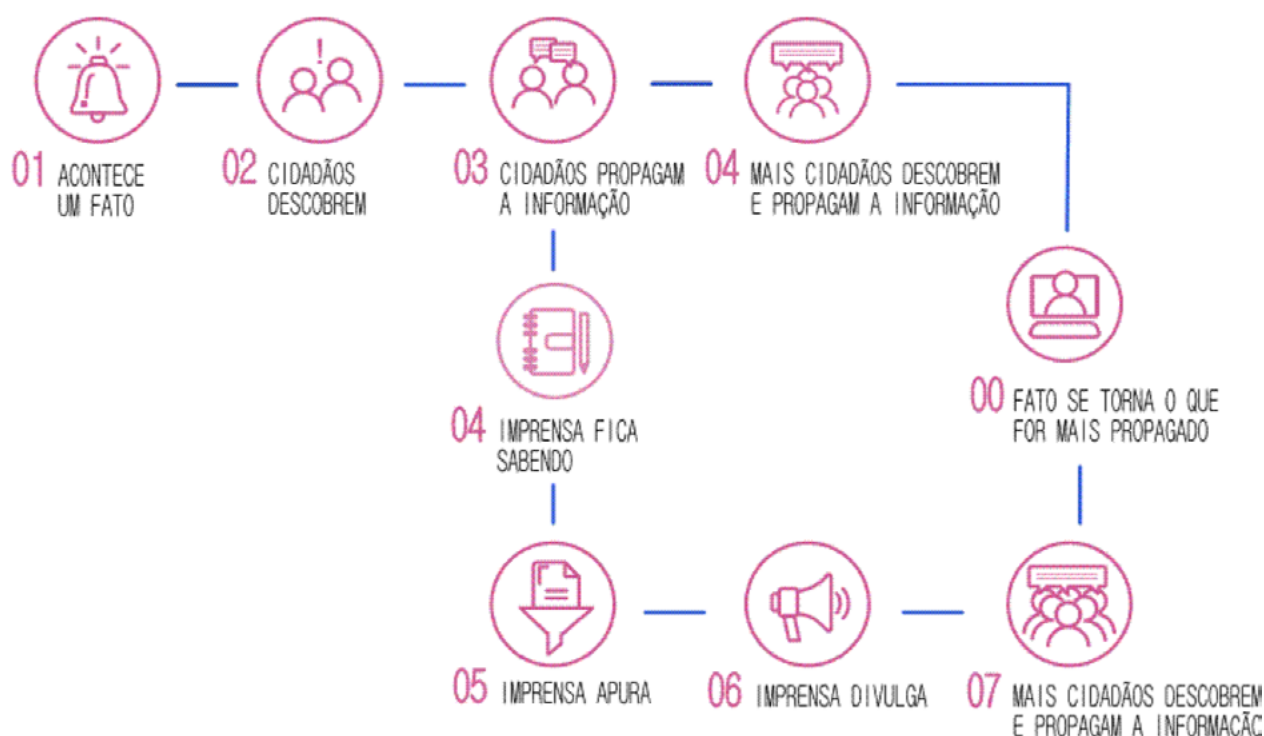 01 ACONTECE
UM FATO
02 CIDADÃOS
DESCOBREM
03 CIDADÃOS PROPAGAM
A INFORMAÇÃO
04 MAIS CIDADÃOS DESCOBREM
E PROPAGAM A INFORMAÇÃO
04 IMPRENSA FICA
SABENDO
00 FATO SE TORNA O QUE
FOR MAIS PROPAGADO
05 IMPRENSA APURA
06 IMPRENSA DIVULGA
07 MAIS CIDADÃOS DESCOBREM
E PROPAGAM A INFORMAÇÃO